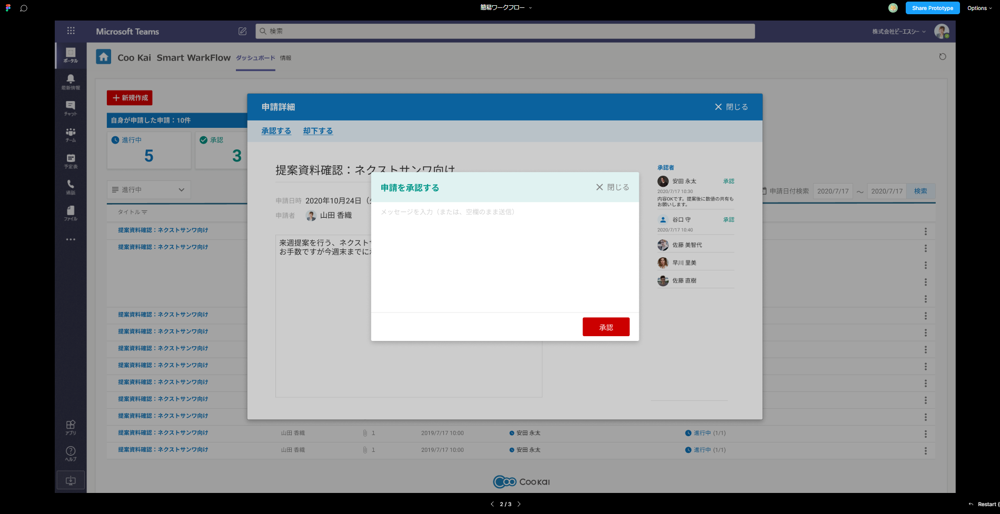 簡易ワークフロー
Share Prototype
Options
Microsoft Teams
検索
株式会社ピーエスシー
ポータル
Coo Kai Smart WarkFlow
ダッシュボード
情報
最新情報
チャット
チーム
予定表
通話
ファイル
アプリ
ヘルプ
新規作成
自身が申請した申請：10件
進行中
5
承認
3
進行中
申請日付検索
2020/7/17
～
2020/7/17
検索
タイトル
提案資料確認：ネクストサンワ向け
提案資料確認：ネクストサンワ向け
提案資料確認：ネクストサンワ向け
提案資料確認：ネクストサンワ向け
提案資料確認：ネクストサンワ向け
提案資料確認：ネクストサンワ向け
提案資料確認：ネクストサンワ向け
提案資料確認：ネクストサンワ向け
提案資料確認：ネクストサンワ向け
提案資料確認：ネクストサンワ向け 山田 香織 1 2019/7/17 10:00 安田 永太 進行中 (1/1)
提案資料確認：ネクストサンワ向け 山田 香織 1 2019/7/17 10:00 安田 永太 進行中 (1/1)
申請詳細
閉じる
承認する 却下する
提案資料確認：ネクストサンワ向け
申請日時 2020年10月24日（
申請者 山田 香織
来週提案を行う、ネクスト
お手数ですが今週末までに
承認者
安田 永太 承認
2020/7/17 10:30
内容OKです。提案後に数値の共有も
お願いします。
谷口 守 承認
2020/7/17 10:40
佐藤 美智代
早川 里美
佐藤 直樹
申請を承認する
閉じる
メッセージを入力（または、空欄のまま送信）
承認
CooKai
2 / 3
Restart